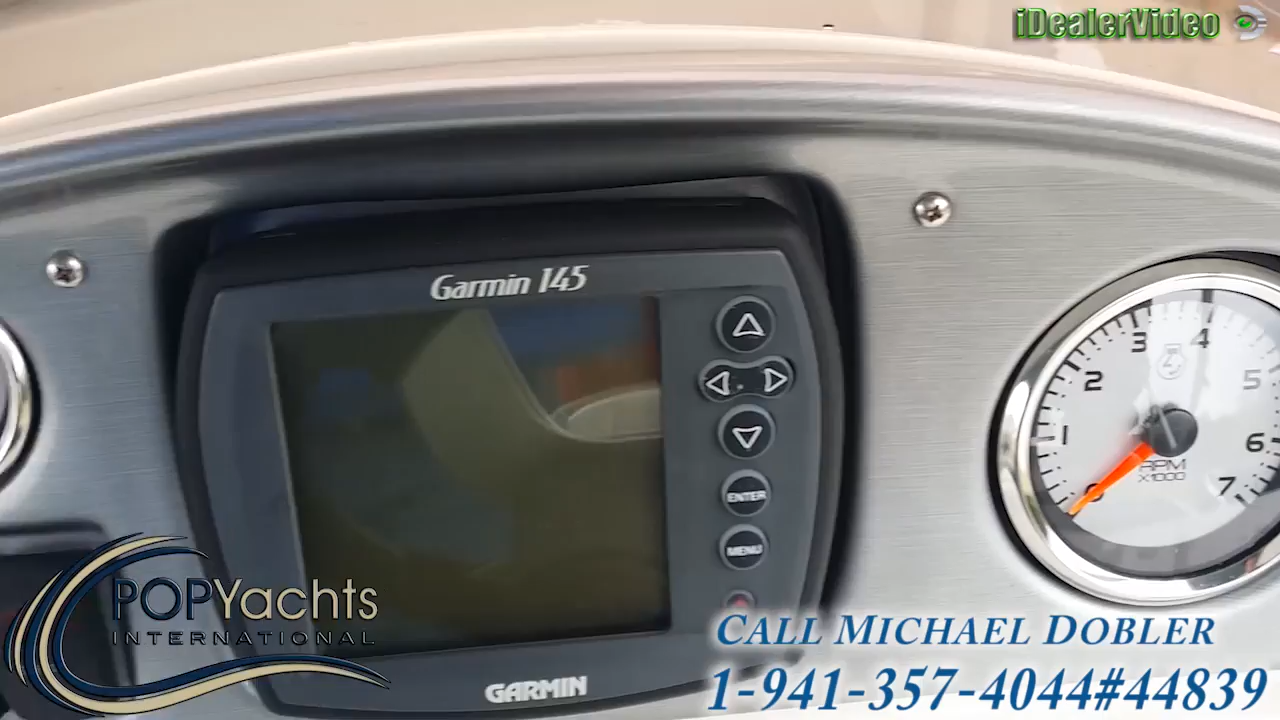 iDealerVideo
Garmin 145
ENTER
MENU
GARMIN
0 1 2 3 4 5 6 7
RPM
X1000
POPYachts
INTERNATIONAL
CALL MICHAEL DOBLER
1-941-357-4044#44839